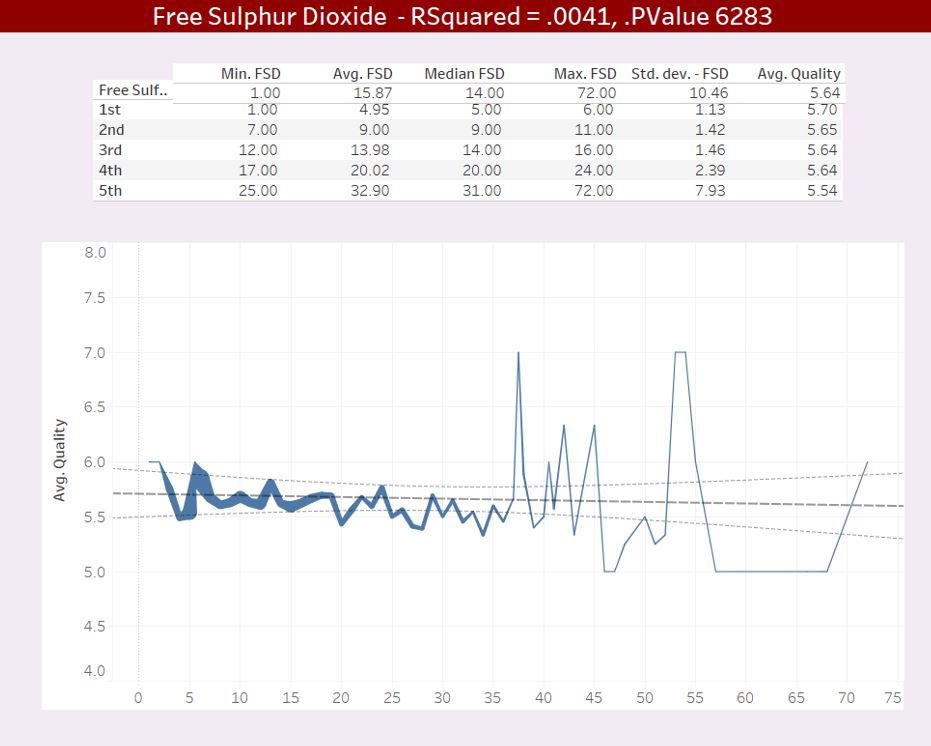 Free Sulphur Dioxide - RSquared = .0041, .PValue 6283
Min. FSD Avg. FSD Median FSD Max. FSD Std. dev. - FSD Avg. Quality
Free Sulf.. 1.00 15.87 14.00 72.00 10.46 5.64
1st 1.00 4.95 5.00 6.00 1.13 5.70
2nd 7.00 9.00 9.00 11.00 1.42 5.65
3rd 12.00 13.98 14.00 16.00 1.46 5.64
4th 17.00 20.02 20.00 24.00 2.39 5.64
5th 25.00 32.90 31.00 72.00 7.93 5.54
8.0
7.5
7.0
6.5
6.0
5.5
5.0
4.5
4.0
Avg. Quality
0 5 10 15 20 25 30 35 40 45 50 55 60 65 70 75